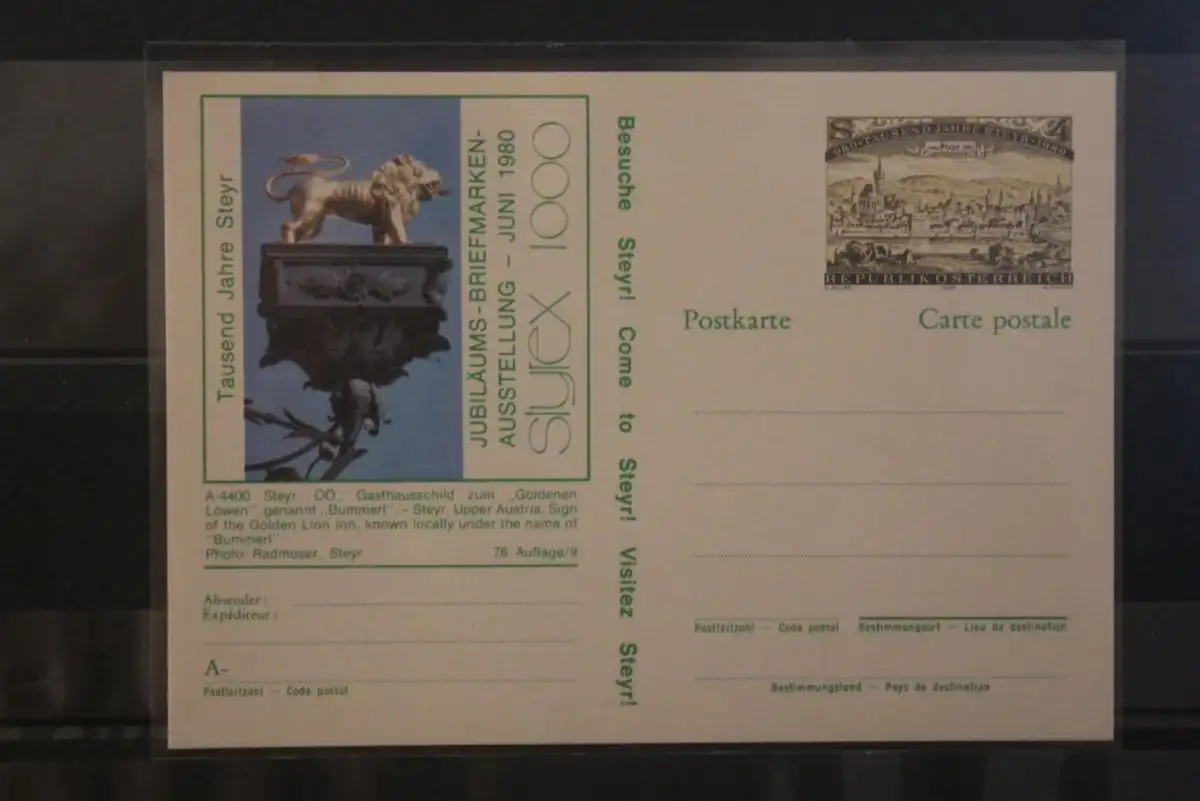 Tausend Jahre Steyr
JUBILÄUMS-BRIEFMARKEN-
AUSSTELLUNG – JUNI 1980
styrex 1000
A-4400 Steyr, OÖ., Gasthausschild zum „Goldenen
Löwen" genannt „Bummerl". – Steyr, Upper Austria, Sign
of the Golden Lion Inn, known locally under the name of
"Bummerl"
Photo: Radmoser, Steyr 76 Auflage/9
Absender:
Expéditeur:
A-
Postleitzahl — Code postal
Besuche Steyr! Come to Steyr! Visitez Steyr!
S 4
980·TAUSEND JAHRE STEYR·1980
REPUBLIK ÖSTERREICH
Postkarte Carte postale
Postleitzahl — Code postal Bestimmungsort — Lieu de destination
Bestimmungsland — Pays de destination